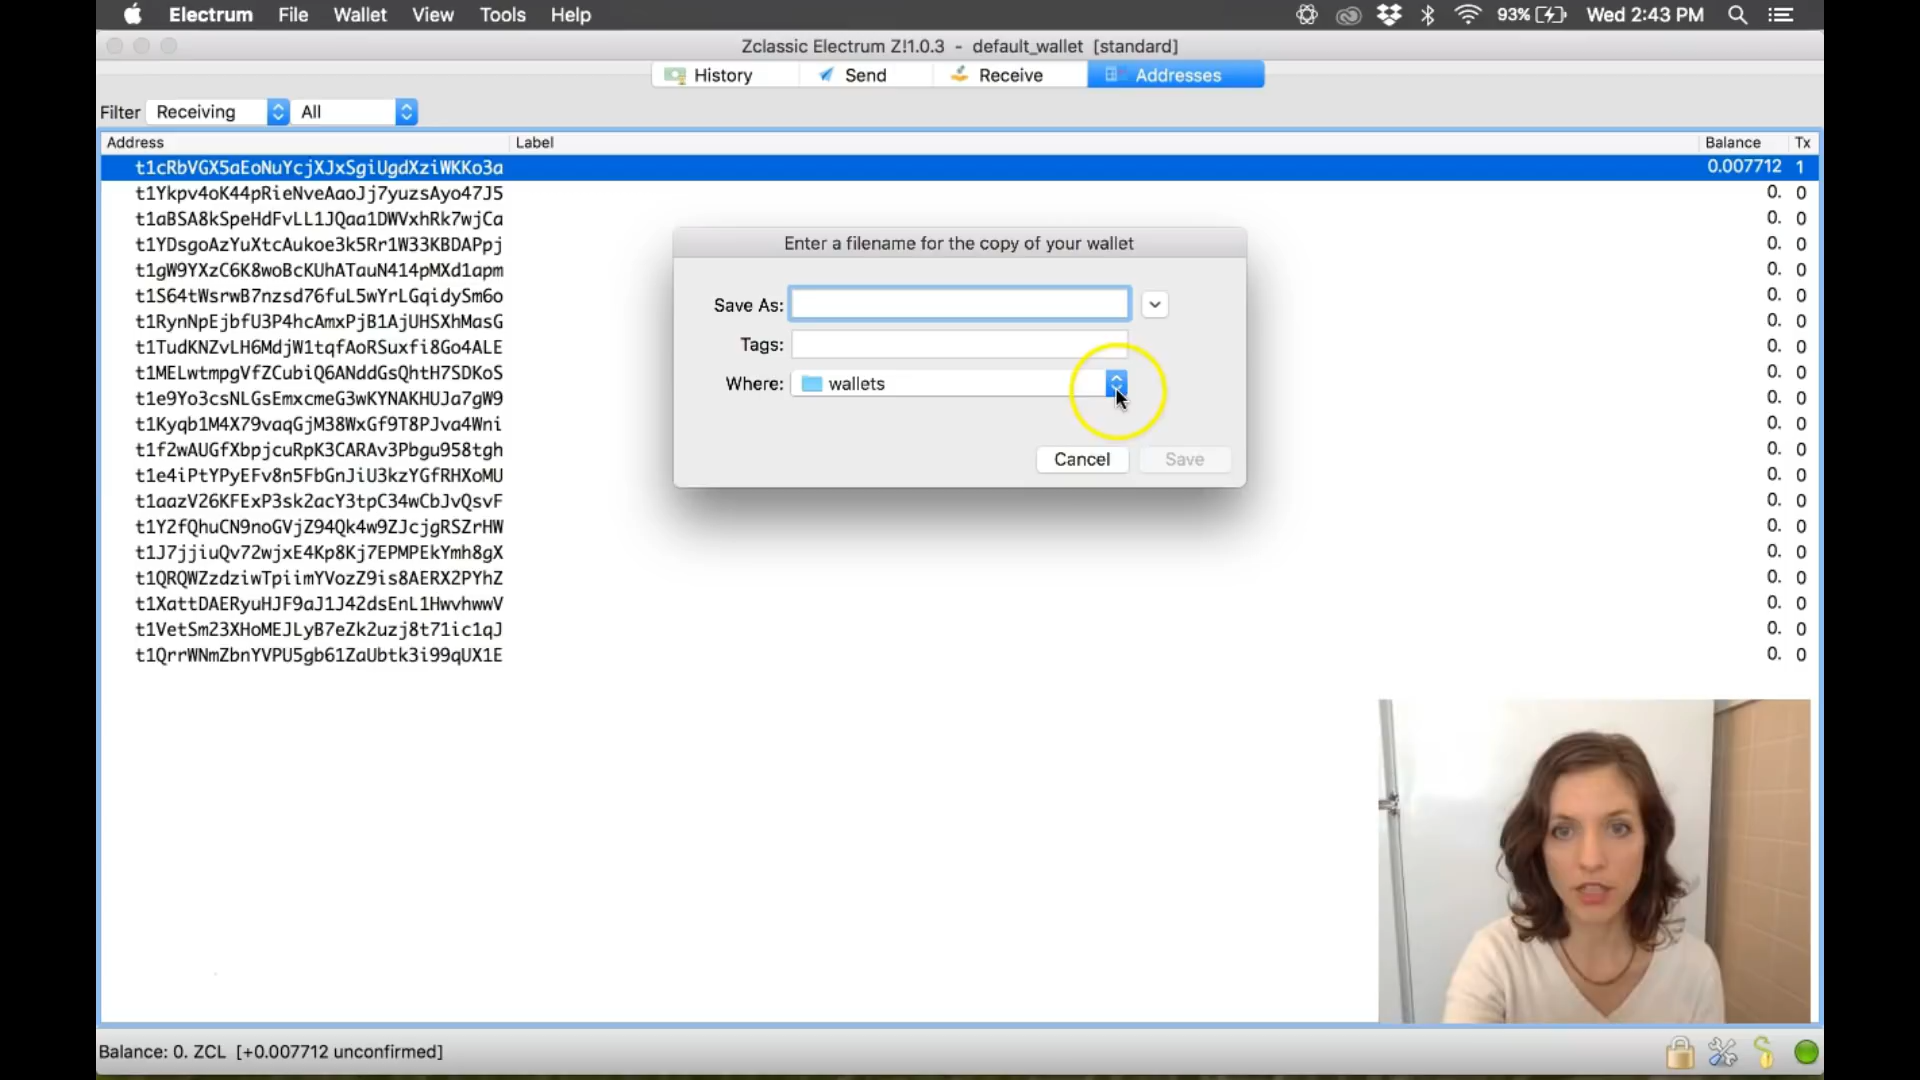 Electrum File Wallet View Tools Help 93% Wed 2:43 PM
Zclassic Electrum Z!1.0.3 - default_wallet [standard]
History Send Receive Addresses
Filter Receiving All
Address Label Balance Tx
t1cRbVGX5aEoNuYcjXJxSgiUgdXziWKKo3a 0.007712 1
t1Ykpv4oK44pRieNveAaoJj7yuzsAyo47J5 0. 0
t1aBSA8kSpeHdFvLL1JQaa1DWVxhRk7wjCa 0. 0
t1YDsgoAzYuXtcAukoe3k5Rr1W33KBDAPpj 0. 0
t1gW9YXzC6K8woBcKUhATauN414pMXd1apm 0. 0
t1S64tWsrwB7nzsd76fuL5wYrLGqidySm6o 0. 0
t1RynNpEjbfU3P4hcAmxPjB1AjUHSXhMasG 0. 0
t1TudKNZvLH6MdjW1tqfAoRSuxfi8Go4ALE 0. 0
t1MELwtmpgVfZCubiQ6ANddGsQhtH7SDKoS 0. 0
t1e9Yo3csNLGsEmxcmeG3wKYNAKHUJa7gW9 0. 0
t1Kyqb1M4X79vaqGjM38WxGf9T8PJva4Wni 0. 0
t1f2wAUGfXbpjcuRpK3CARAv3Pbgu958tgh 0. 0
t1e4iPtYPyEFv8n5FbGnJiU3kzYGfRHXoMU 0. 0
t1aazV26KFExP3sk2acY3tpC34wCbJvQsvF 0. 0
t1Y2fQhuCN9noGVjZ94Qk4w9ZJcjgRSZrHW 0. 0
t1J7jjiuQv72wjxE4Kp8Kj7EPMPEkYmh8gX 0. 0
t1QRQWZzdziwTpiimYVozZ9is8AERX2PYhZ 0. 0
t1XattDAERyuHJF9aJ1J42dsEnL1HwvhwwV 0. 0
t1VetSm23XHoMEJLyB7eZk2uzj8t71ic1qJ 0. 0
t1QrrWNmZbnYVPU5gb61ZaUbtk3i99qUX1E 0. 0
Enter a filename for the copy of your wallet
Save As:
Tags:
Where: wallets
Cancel Save
Balance: 0. ZCL [+0.007712 unconfirmed]